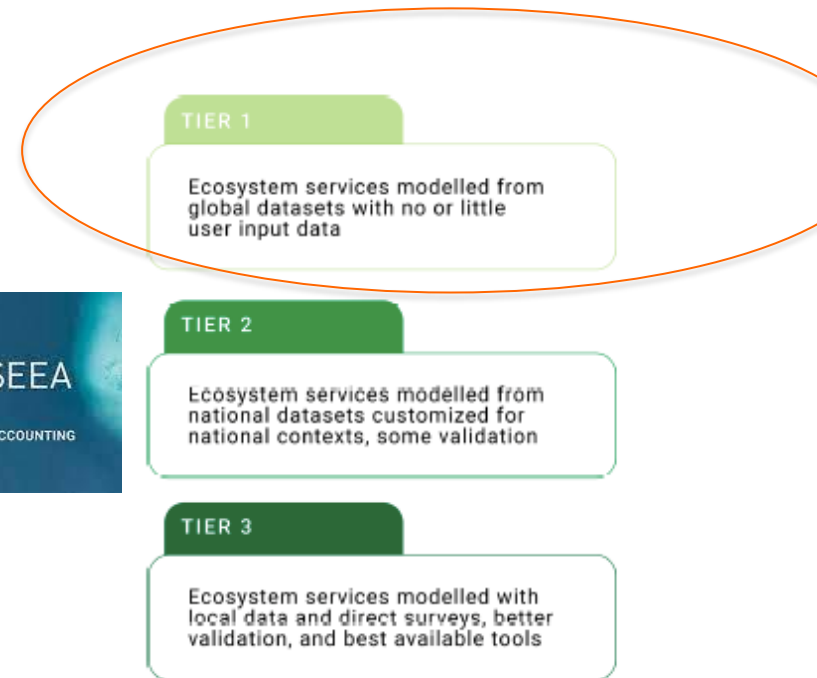 TIER 1
Ecosystem services modelled from
global datasets with no or little
user input data
TIER 2
SEEA
ACCOUNTING
Ecosystem services modelled from
national datasets customized for
national contexts, some validation
TIER 3
Ecosystem services modelled with
local data and direct surveys, better
validation, and best available tools